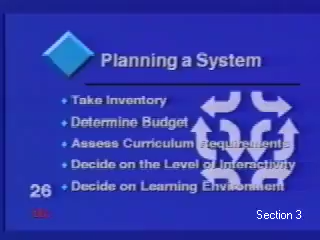 Planning a System
Take Inventory
Determine Budget
Assess Curriculum Requirements
Decide on the Level of Interactivity
Decide on Learning Environment
26
Section 3